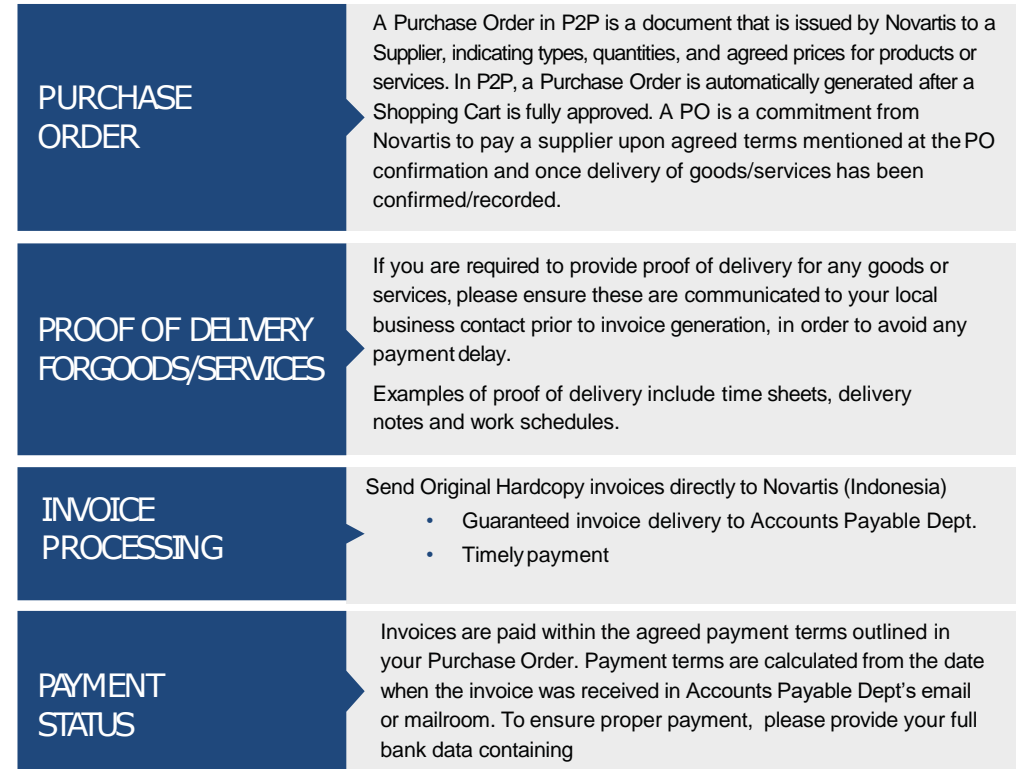 PURCHASE
ORDER
A Purchase Order in P2P is a document that is issued by Novartis to a
Supplier, indicating types, quantities, and agreed prices for products or
services. In P2P, a Purchase Order is automatically generated after a
Shopping Cart is fully approved. A PO is a commitment from
Novartis to pay a supplier upon agreed terms mentioned at the PO
confirmation and once delivery of goods/services has been
confirmed/recorded.
PROOF OF DELIVERY
FORGOODS/SERVICES
If you are required to provide proof of delivery for any goods or
services, please ensure these are communicated to your local
business contact prior to invoice generation, in order to avoid any
payment delay.
Examples of proof of delivery include time sheets, delivery
notes and work schedules.
INVOICE
PROCESSING
Send Original Hardcopy invoices directly to Novartis (Indonesia)
• Guaranteed invoice delivery to Accounts Payable Dept.
• Timely payment
PAYMENT
STATUS
Invoices are paid within the agreed payment terms outlined in
your Purchase Order. Payment terms are calculated from the date
when the invoice was received in Accounts Payable Dept's email
or mailroom. To ensure proper payment, please provide your full
bank data containing